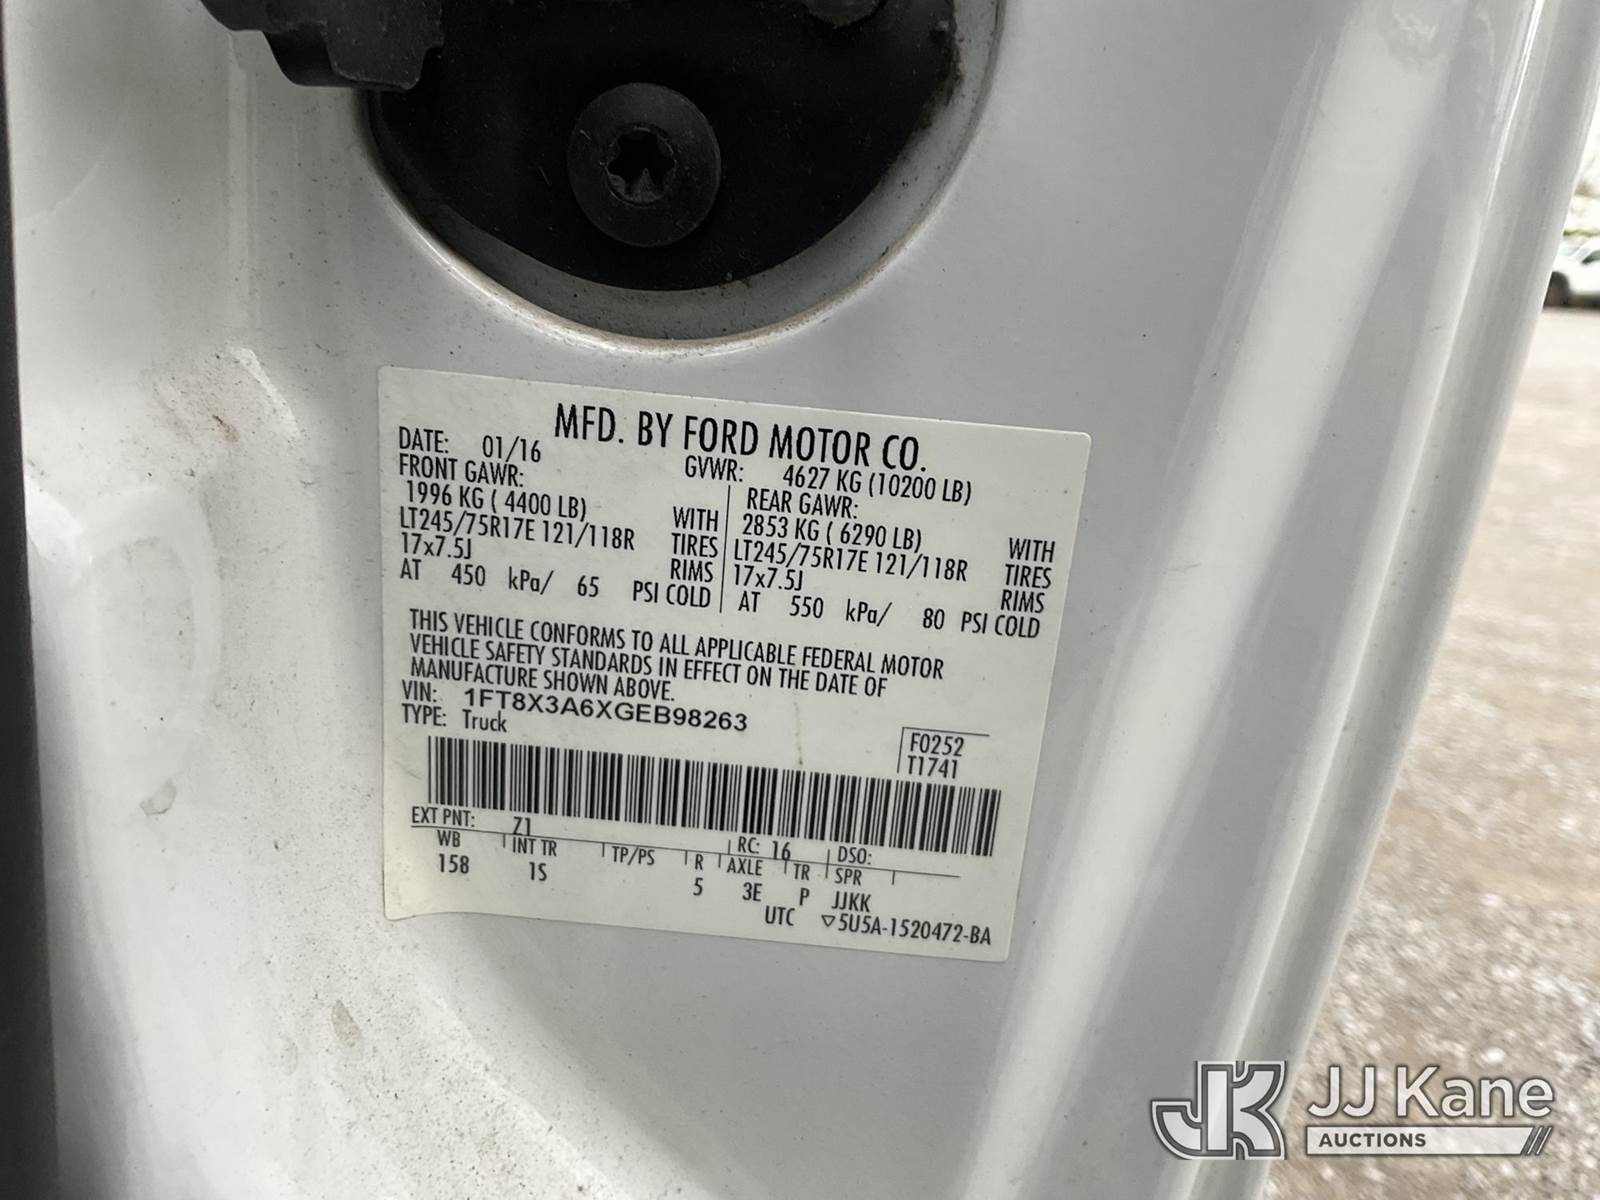 MFD. BY FORD MOTOR CO.
DATE: 01/16 GVWR: 4627 KG (10200 LB)
FRONT GAWR: REAR GAWR:
1996 KG ( 4400 LB) WITH 2853 KG ( 6290 LB) WITH
LT245/75R17E 121/118R TIRES LT245/75R17E 121/118R TIRES
17x7.5J RIMS 17x7.5J RIMS
AT 450 kPa/ 65 PSI COLD AT 550 kPa/ 80 PSI COLD
THIS VEHICLE CONFORMS TO ALL APPLICABLE FEDERAL MOTOR
VEHICLE SAFETY STANDARDS IN EFFECT ON THE DATE OF
MANUFACTURE SHOWN ABOVE.
VIN: 1FT8X3A6XGEB98263
TYPE: Truck
F0252
T1741
EXT PNT: Z1 RC: 16 DSO:
WB INT TR TP/PS R AXLE TR SPR
158 1S 5 3E P JJKK
UTC ▽5U5A-1520472-BA
JK JJ Kane
AUCTIONS